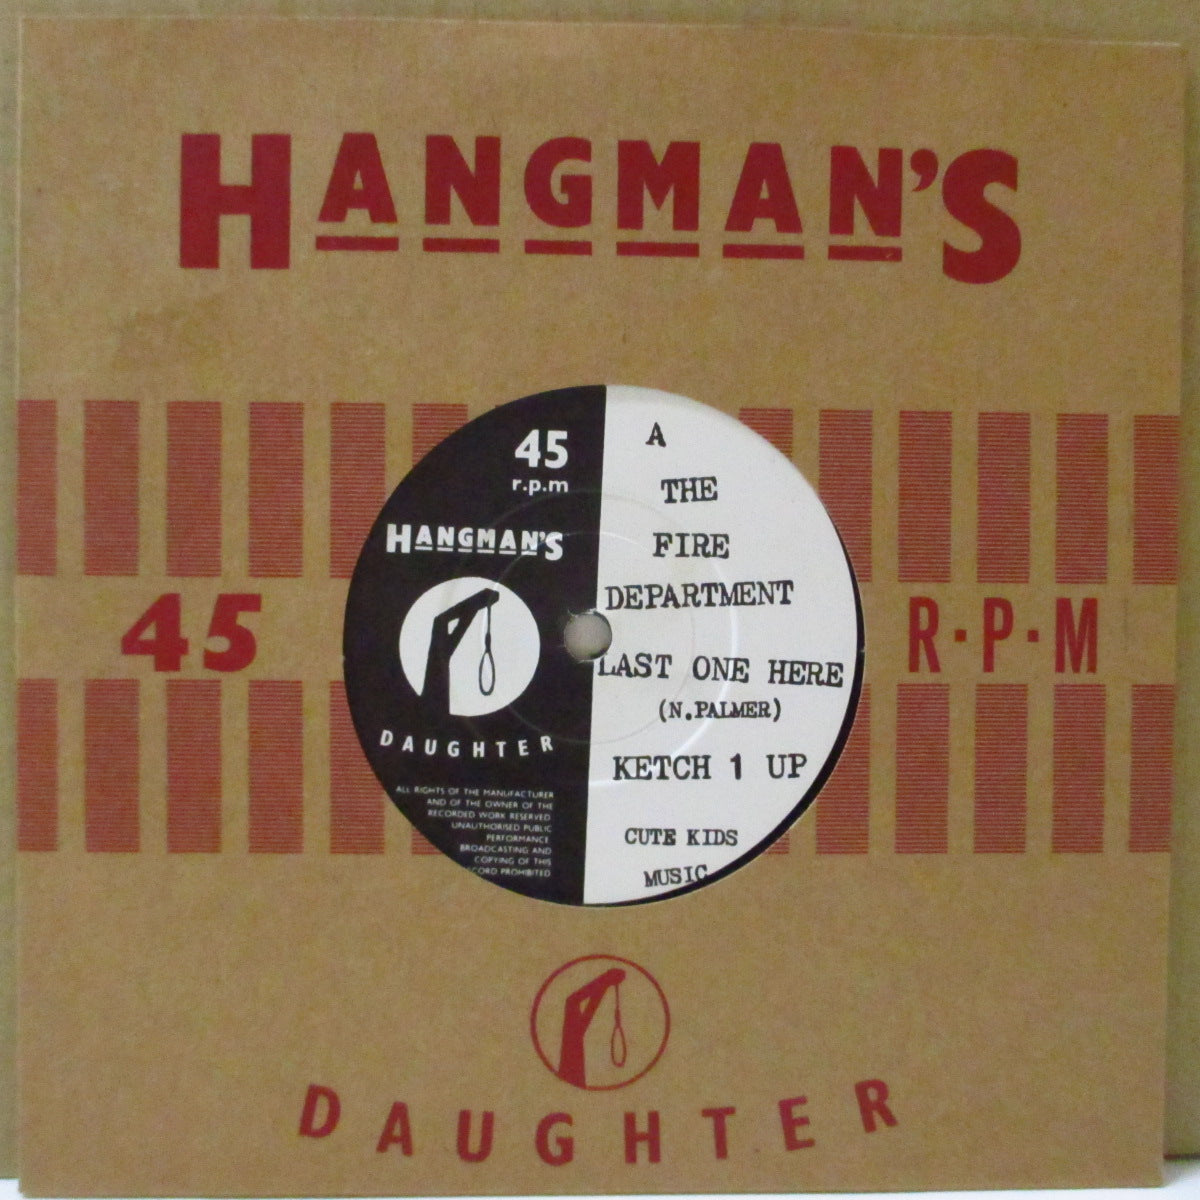 HANGMAN'S
45
r.p.m
HANGMAN'S
DAUGHTER
ALL RIGHTS OF THE MANUFACTURER
AND OF THE OWNER OF THE
RECORDED WORK RESERVED
UNAUTHORISED PUBLIC
PERFORMANCE
BROADCASTING AND
COPYING OF THIS
CORD PROHIBITED
A
THE
FIRE
DEPARTMENT
LAST ONE HERE
(N.PALMER)
KETCH 1 UP
CUTE KIDS
MUSIC
45 R·P·M
DAUGHTER